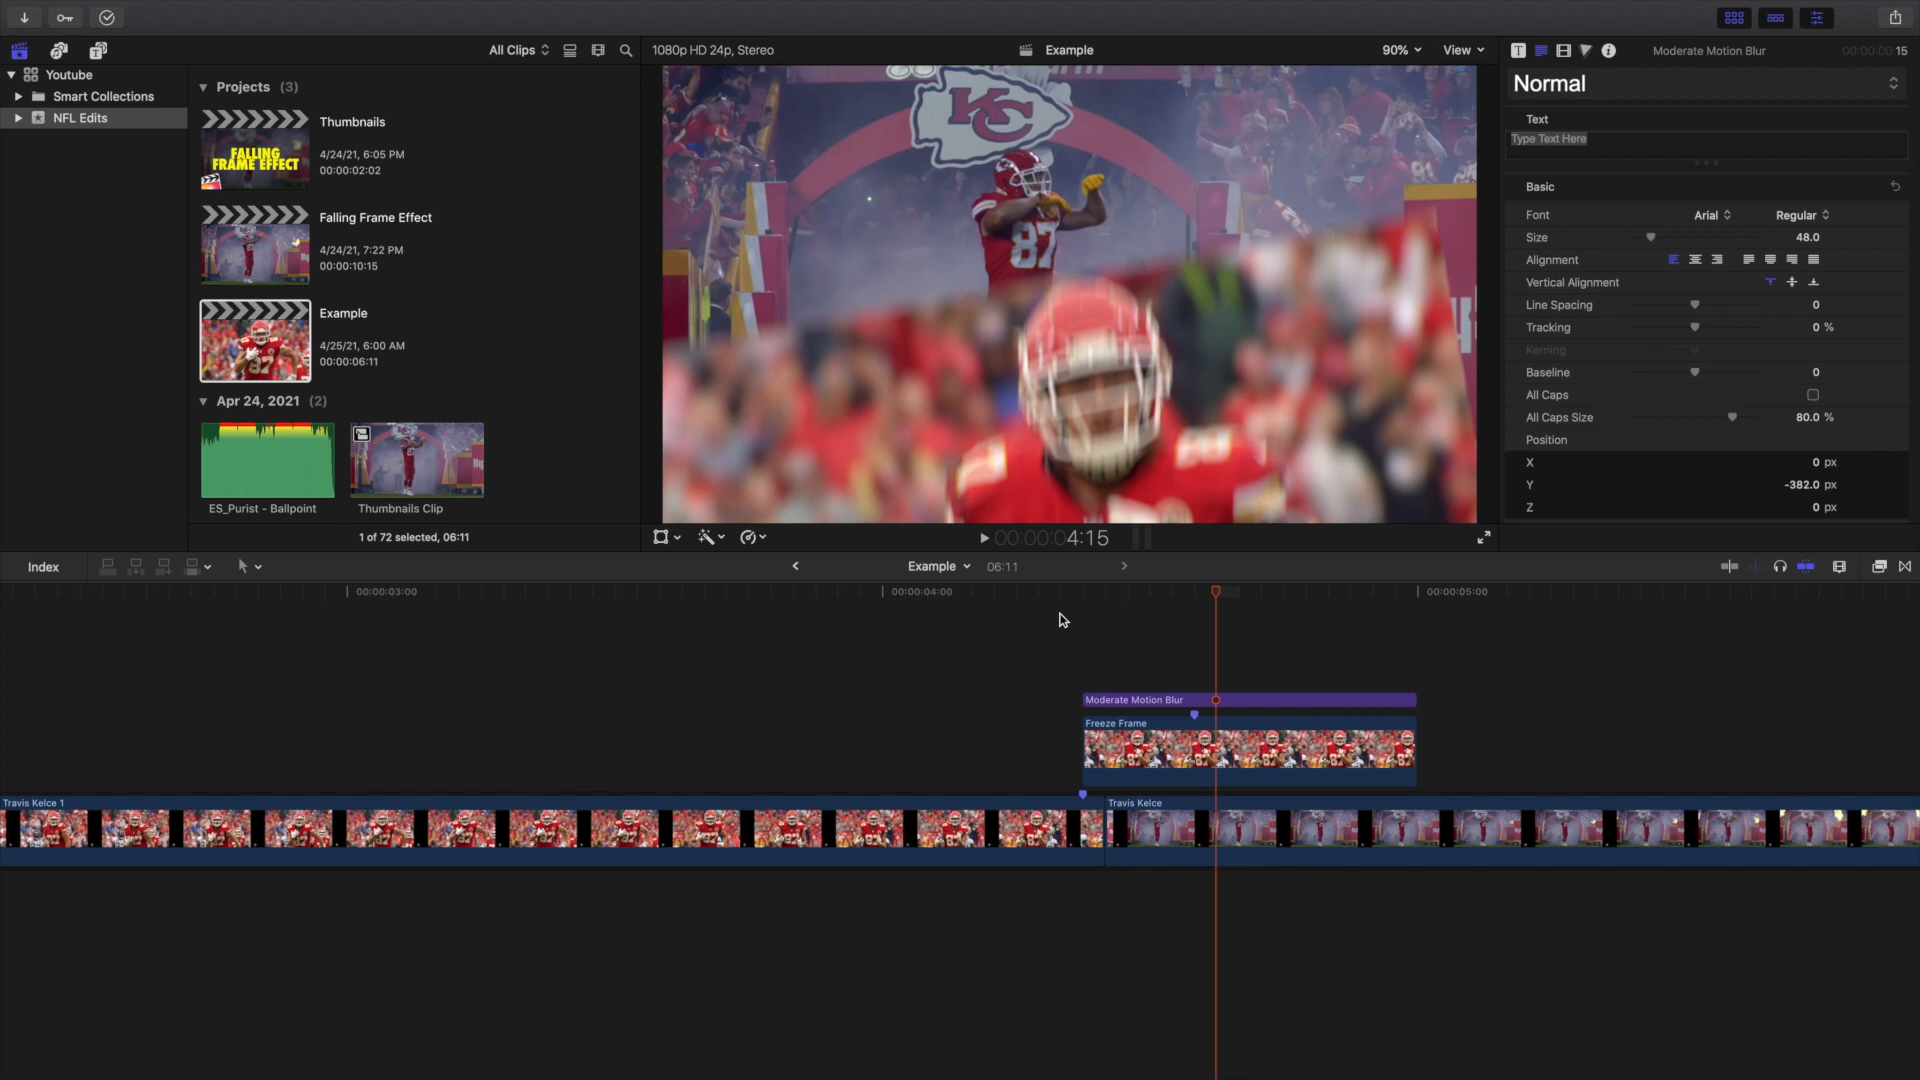 All Clips
1080p HD 24p, Stereo
Example
90%
View
Moderate Motion Blur
00:00:00:15
Youtube
Smart Collections
NFL Edits
Projects (3)
FALLING
FRAME EFFECT
Thumbnails
4/24/21, 6:05 PM
00:00:02:02
Falling Frame Effect
4/24/21, 7:22 PM
00:00:10:15
Example
4/25/21, 6:00 AM
00:00:06:11
Apr 24, 2021 (2)
ES_Purist - Ballpoint
Thumbnails Clip
1 of 72 selected, 06:11
KC
87
00:00:04:15
Normal
Text
Type Text Here
Basic
Font Arial Regular
Size 48.0
Alignment
Vertical Alignment
Line Spacing 0
Tracking 0 %
Kerning
Baseline 0
All Caps
All Caps Size 80.0 %
Position
X 0 px
Y -382.0 px
Z 0 px
Index
Example 06:11
00:00:03:00
00:00:04:00
00:00:05:00
Moderate Motion Blur
Freeze Frame
Travis Kelce 1
Travis Kelce